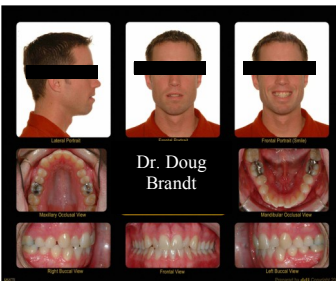 Lateral Portrait
Frontal Portrait
Frontal Portrait (Smile)
Dr. Doug
Brandt
Maxillary Occlusal View
Mandibular Occlusal View
Right Buccal View
Frontal View
Left Buccal View